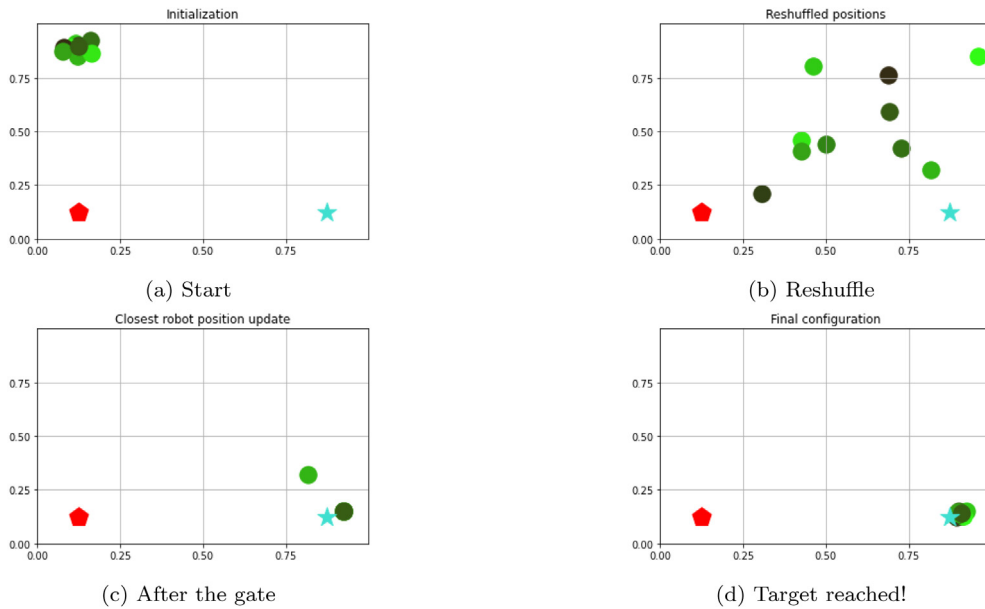 Initialization
0.75
0.50
0.25
0.00
0.00 0.25 0.50 0.75
(a) Start
Reshuffled positions
0.75
0.50
0.25
0.00
0.00 0.25 0.50 0.75
(b) Reshuffle
Closest robot position update
0.75
0.50
0.25
0.00
0.00 0.25 0.50 0.75
(c) After the gate
Final configuration
0.75
0.50
0.25
0.00
0.00 0.25 0.50 0.75
(d) Target reached!